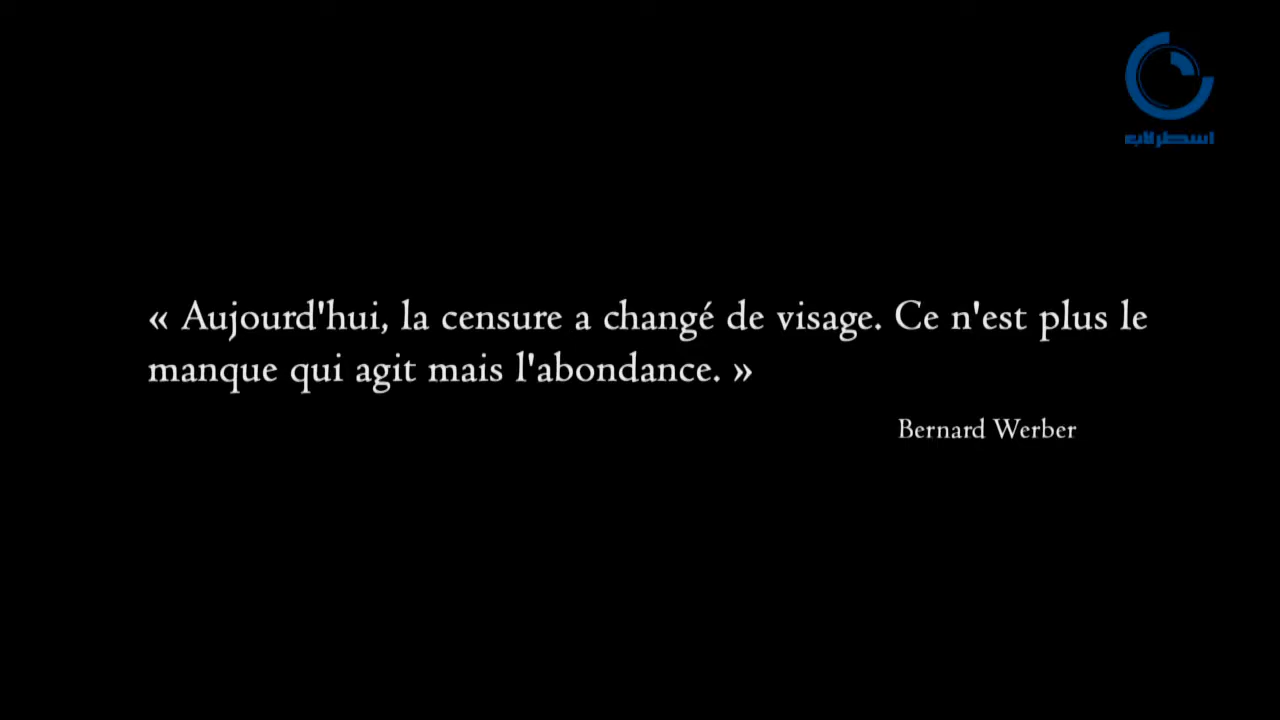 اسطرلاب
« Aujourd'hui, la censure a changé de visage. Ce n'est plus le
manque qui agit mais l'abondance. »
Bernard Werber